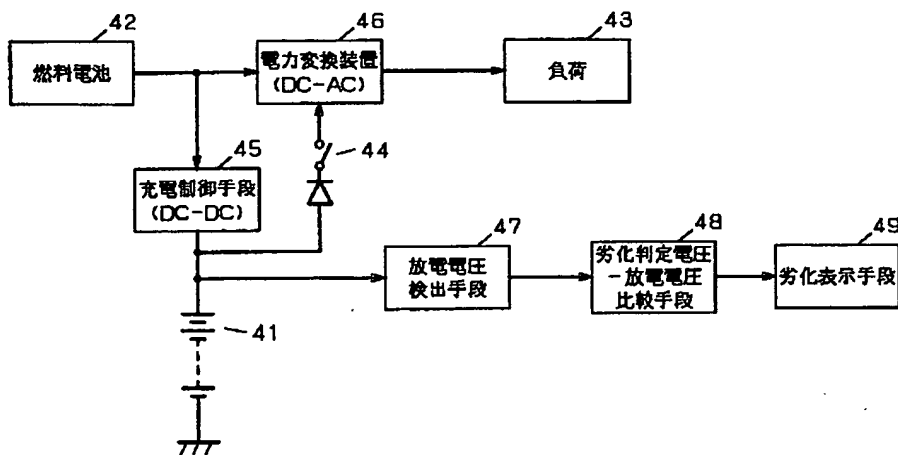 42
燃料電池
46
電力変換装置
(DC-AC)
43
負荷
45
充電制御手段
(DC-DC)
44
47
放電電圧
検出手段
48
劣化判定電圧
-放電電圧
比較手段
49
劣化表示手段
41